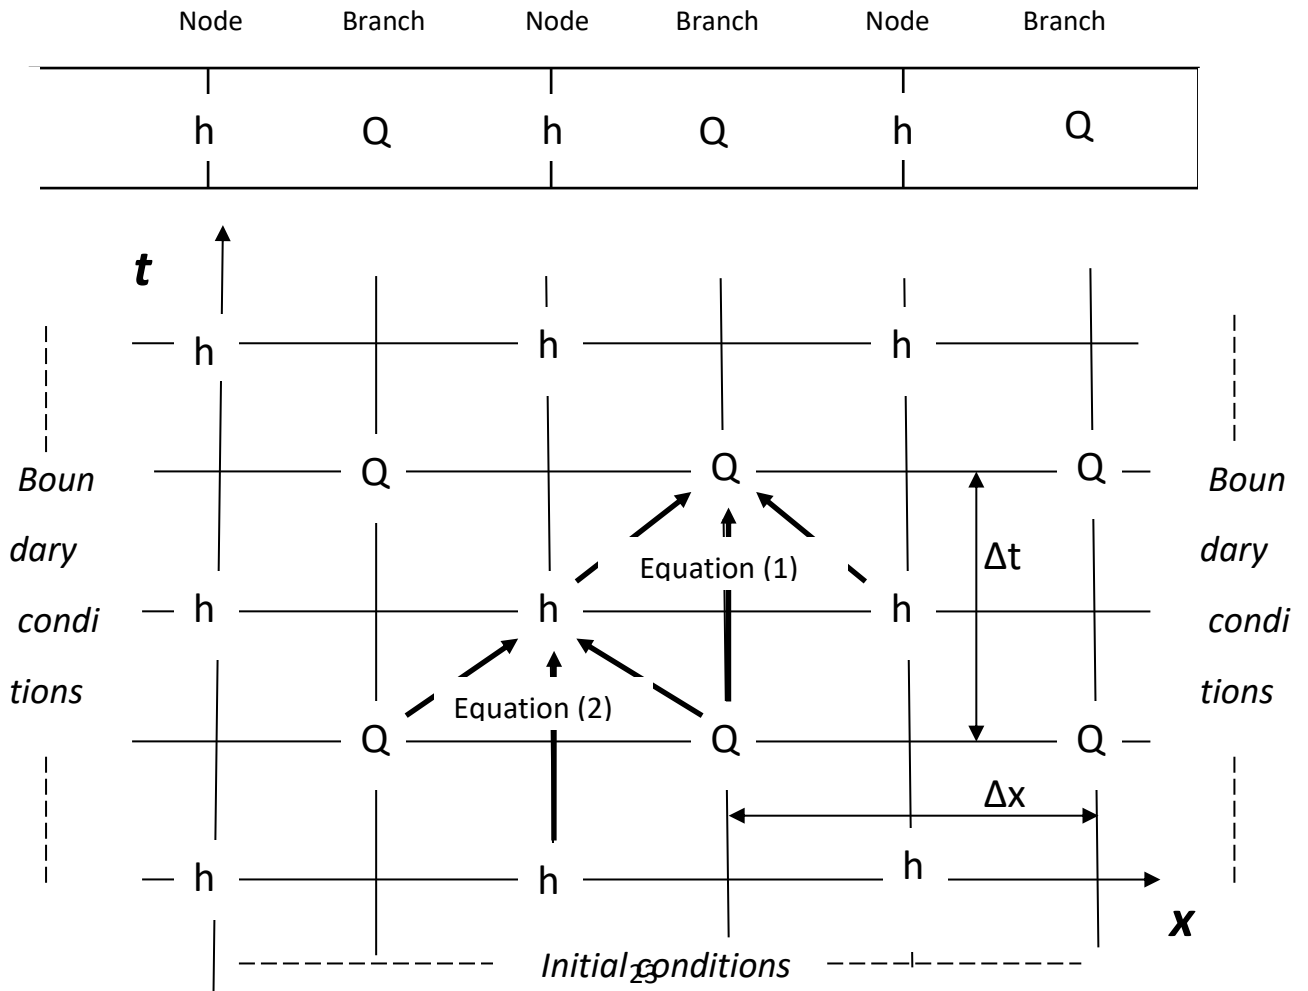 Node Branch Node Branch Node Branch
h Q h Q h Q
t
h h h
Q Q Q
Boun
dary
condi
tions
Boun
dary
condi
tions
Equation (1)
Δt
h h h
Equation (2)
Q Q Q
Δx
h h h
x
Initial conditions
23